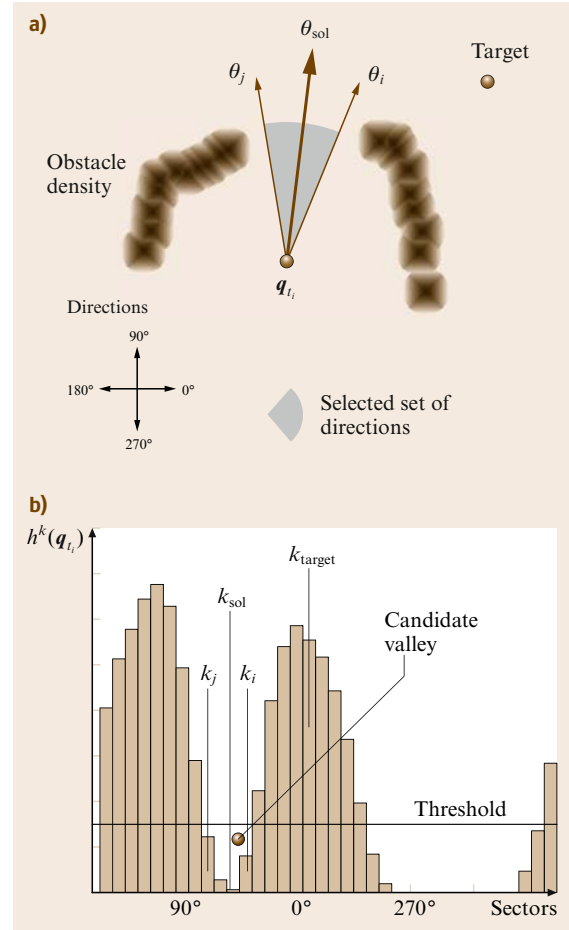 a)
θsol
Target
θj
θi
Obstacle
density
qti
Directions
90°
180°
0°
270°
Selected set of
directions
b)
h^k(qti)
ktarget
ksol
Candidate
valley
kj
ki
Threshold
90°
0°
270°
Sectors